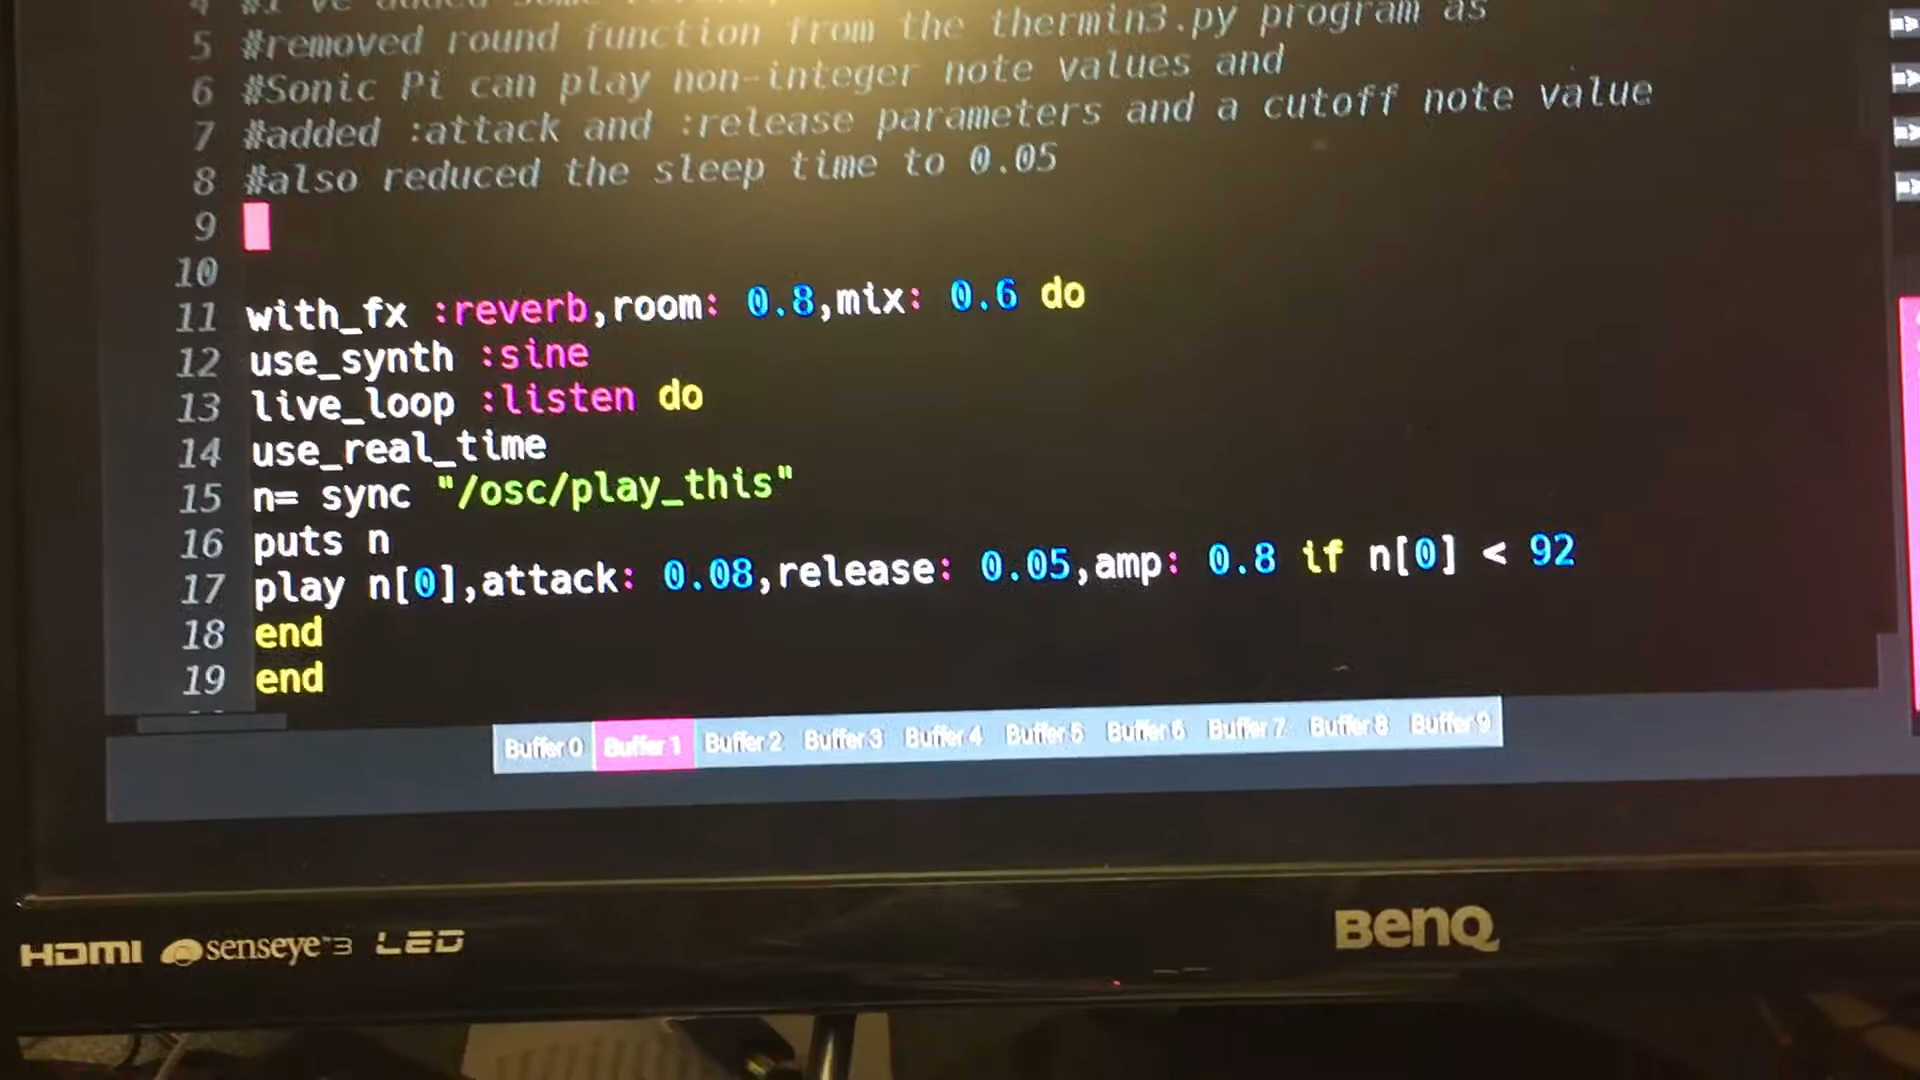 4 #I've added some
5 #removed round function from the thermin3.py program as
6 #Sonic Pi can play non-integer note values and
7 #added :attack and :release parameters and a cutoff note value
8 #also reduced the sleep time to 0.05
9
10
11 with_fx :reverb,room: 0.8,mix: 0.6 do
12 use_synth :sine
13 live_loop :listen do
14 use_real_time
15 n= sync "/osc/play_this"
16 puts n
17 play n[0],attack: 0.08,release: 0.05,amp: 0.8 if n[0] < 92
18 end
19 end
Buffer 0 Buffer 1 Buffer 2 Buffer 3 Buffer 4 Buffer 5 Buffer 6 Buffer 7 Buffer 8 Buffer 9
HDMI senseye™3 LED
BenQ